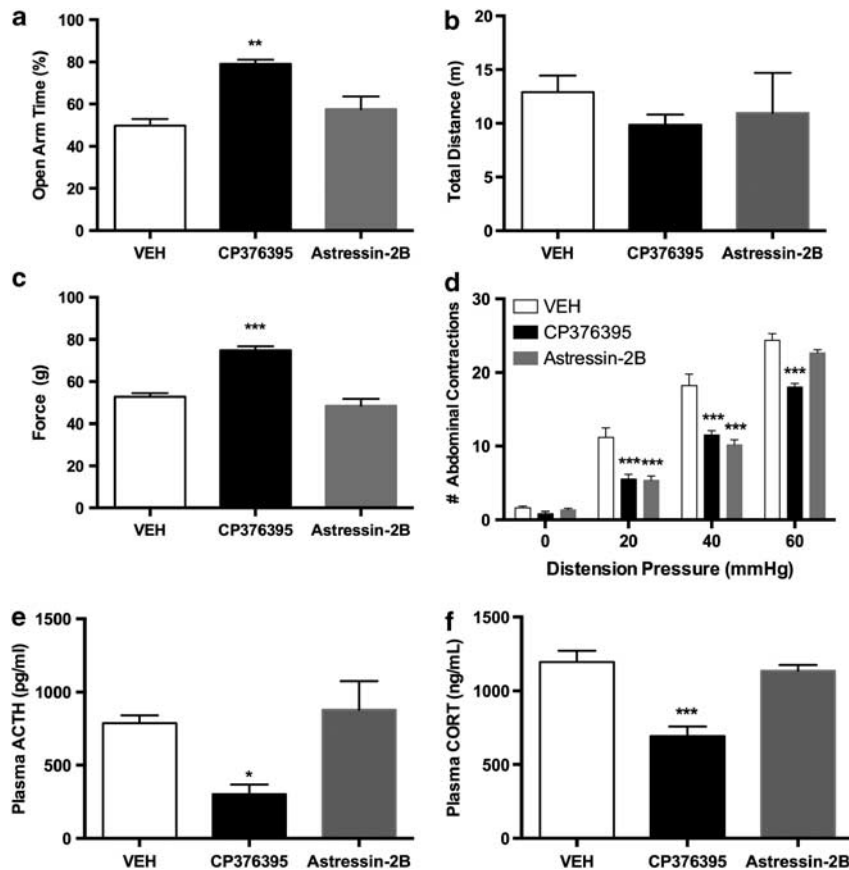 a
Open Arm Time (%)
80
60
40
20
0
**
VEH
CP376395
Astressin-2B
b
Total Distance (m)
20
15
10
5
0
VEH
CP376395
Astressin-2B
c
Force (g)
100
80
60
40
20
0
***
VEH
CP376395
Astressin-2B
d
# Abdominal Contractions
30
20
10
0
VEH
CP376395
Astressin-2B
*** ***
*** ***
***
0 20 40 60
Distension Pressure (mmHg)
e
Plasma ACTH (pg/ml)
1500
1000
500
0
*
VEH
CP376395
Astressin-2B
f
Plasma CORT (ng/mL)
1500
1000
500
0
***
VEH
CP376395
Astressin-2B